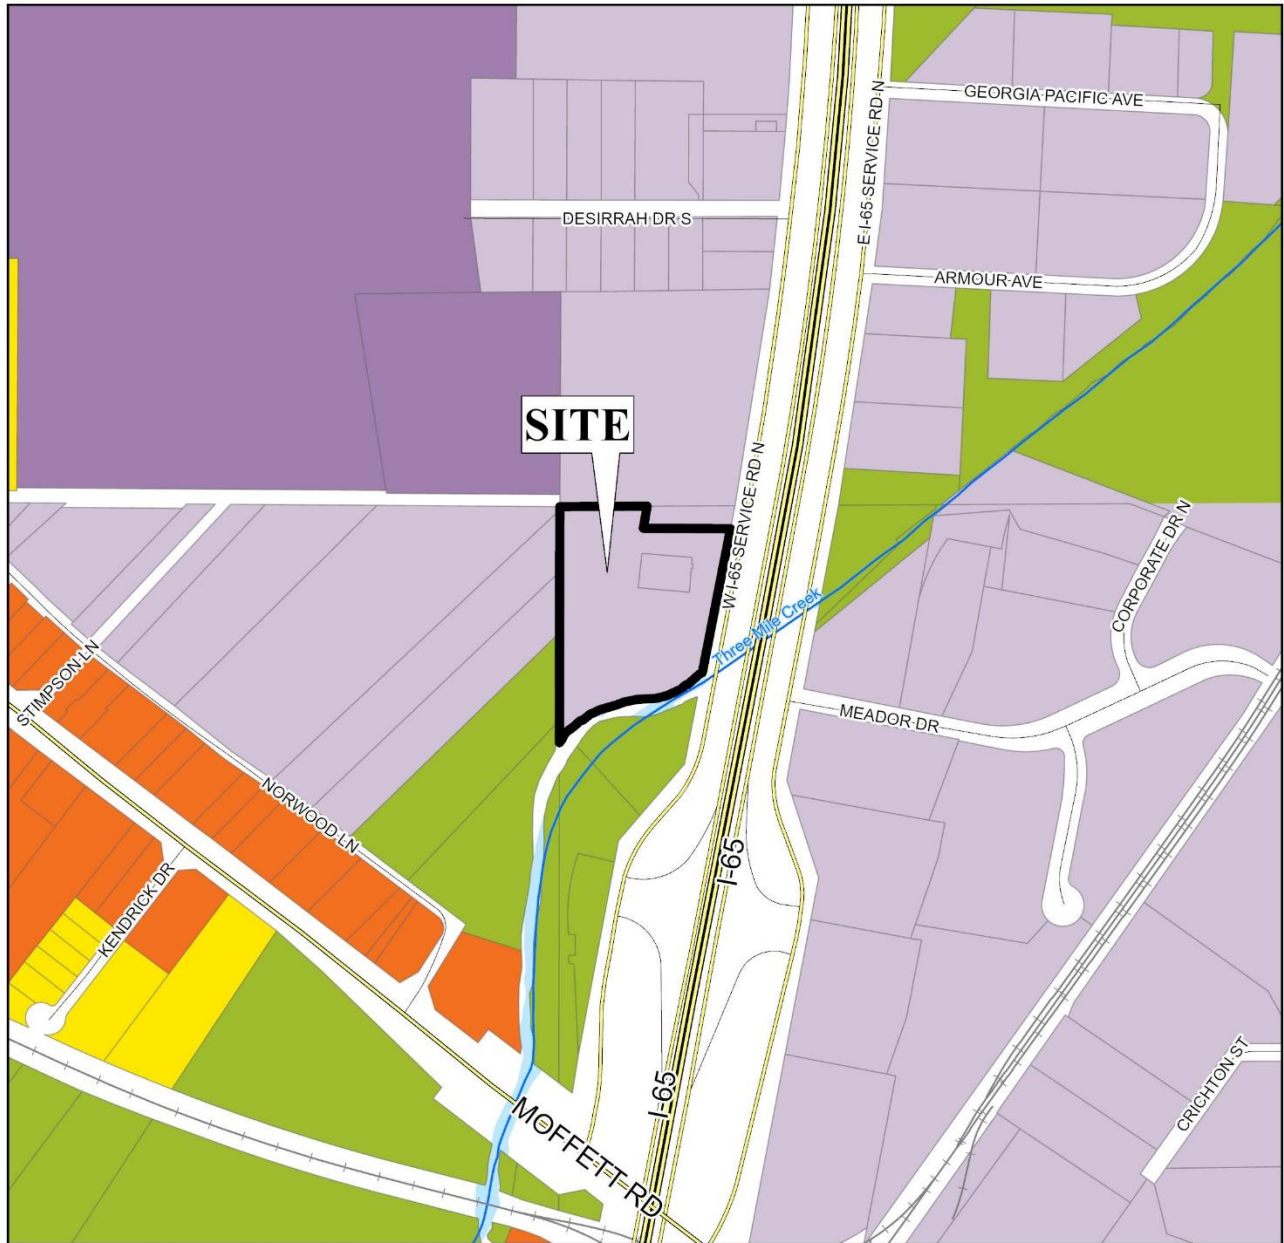 GEORGIA PACIFIC AVE
E I-65 SERVICE RD N
DESIRRAH DR S
ARMOUR AVE
SITE
W I-65 SERVICE RD N
CORPORATE DR N
Three Mile Creek
STIMPSON LN
MEADOR DR
NORWOOD LN
I-65
KENDRICK DR
I-65
CRICHTON ST
MOFFETT RD